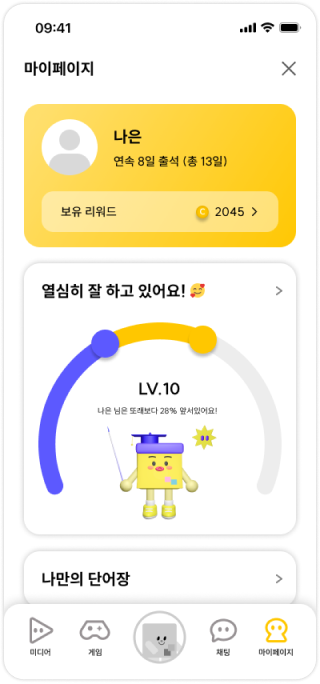 09:41
마이페이지
나은
연속 8일 출석 (총 13일)
보유 리워드
C 2045
열심히 잘 하고 있어요! 🥰
LV.10
나은 님은 또래보다 28% 앞서있어요!
나만의 단어장
미디어
게임
채팅
마이페이지